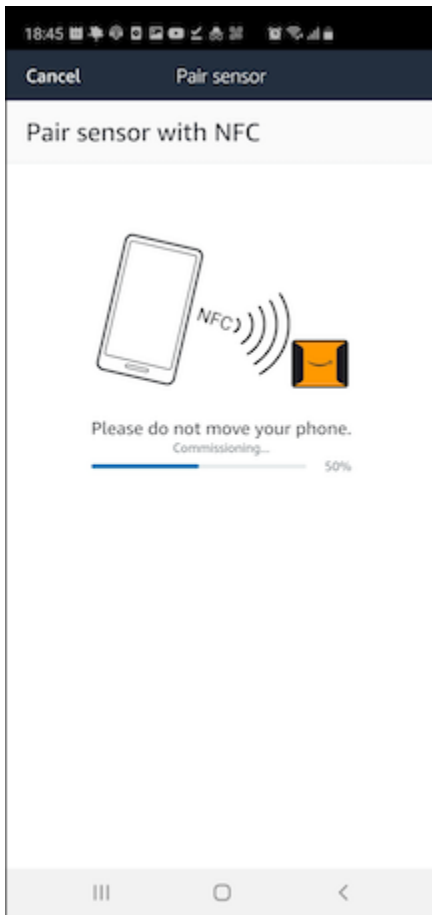 18:45
Cancel Pair sensor
Pair sensor with NFC
NFC
Please do not move your phone.
Commissioning...
50%